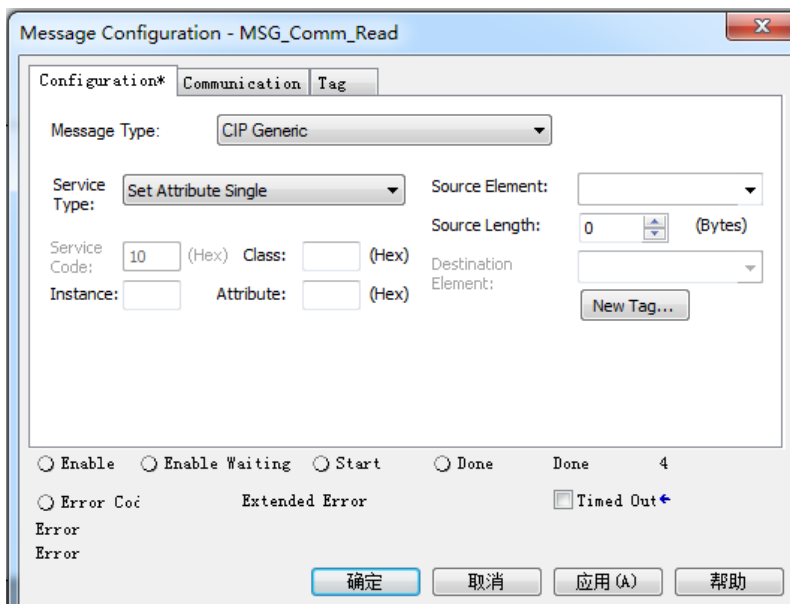 Message Configuration - MSG_Comm_Read
Configuration* Communication Tag
Message Type: CIP Generic
Service Type: Set Attribute Single
Source Element:
Source Length: 0 (Bytes)
Service Code: 10 (Hex) Class: (Hex)
Destination Element:
Instance: Attribute: (Hex)
New Tag...
Enable Enable Waiting Start Done Done 4
Error Coc Extended Error Timed Out
Error
Error
确定 取消 应用(A) 帮助